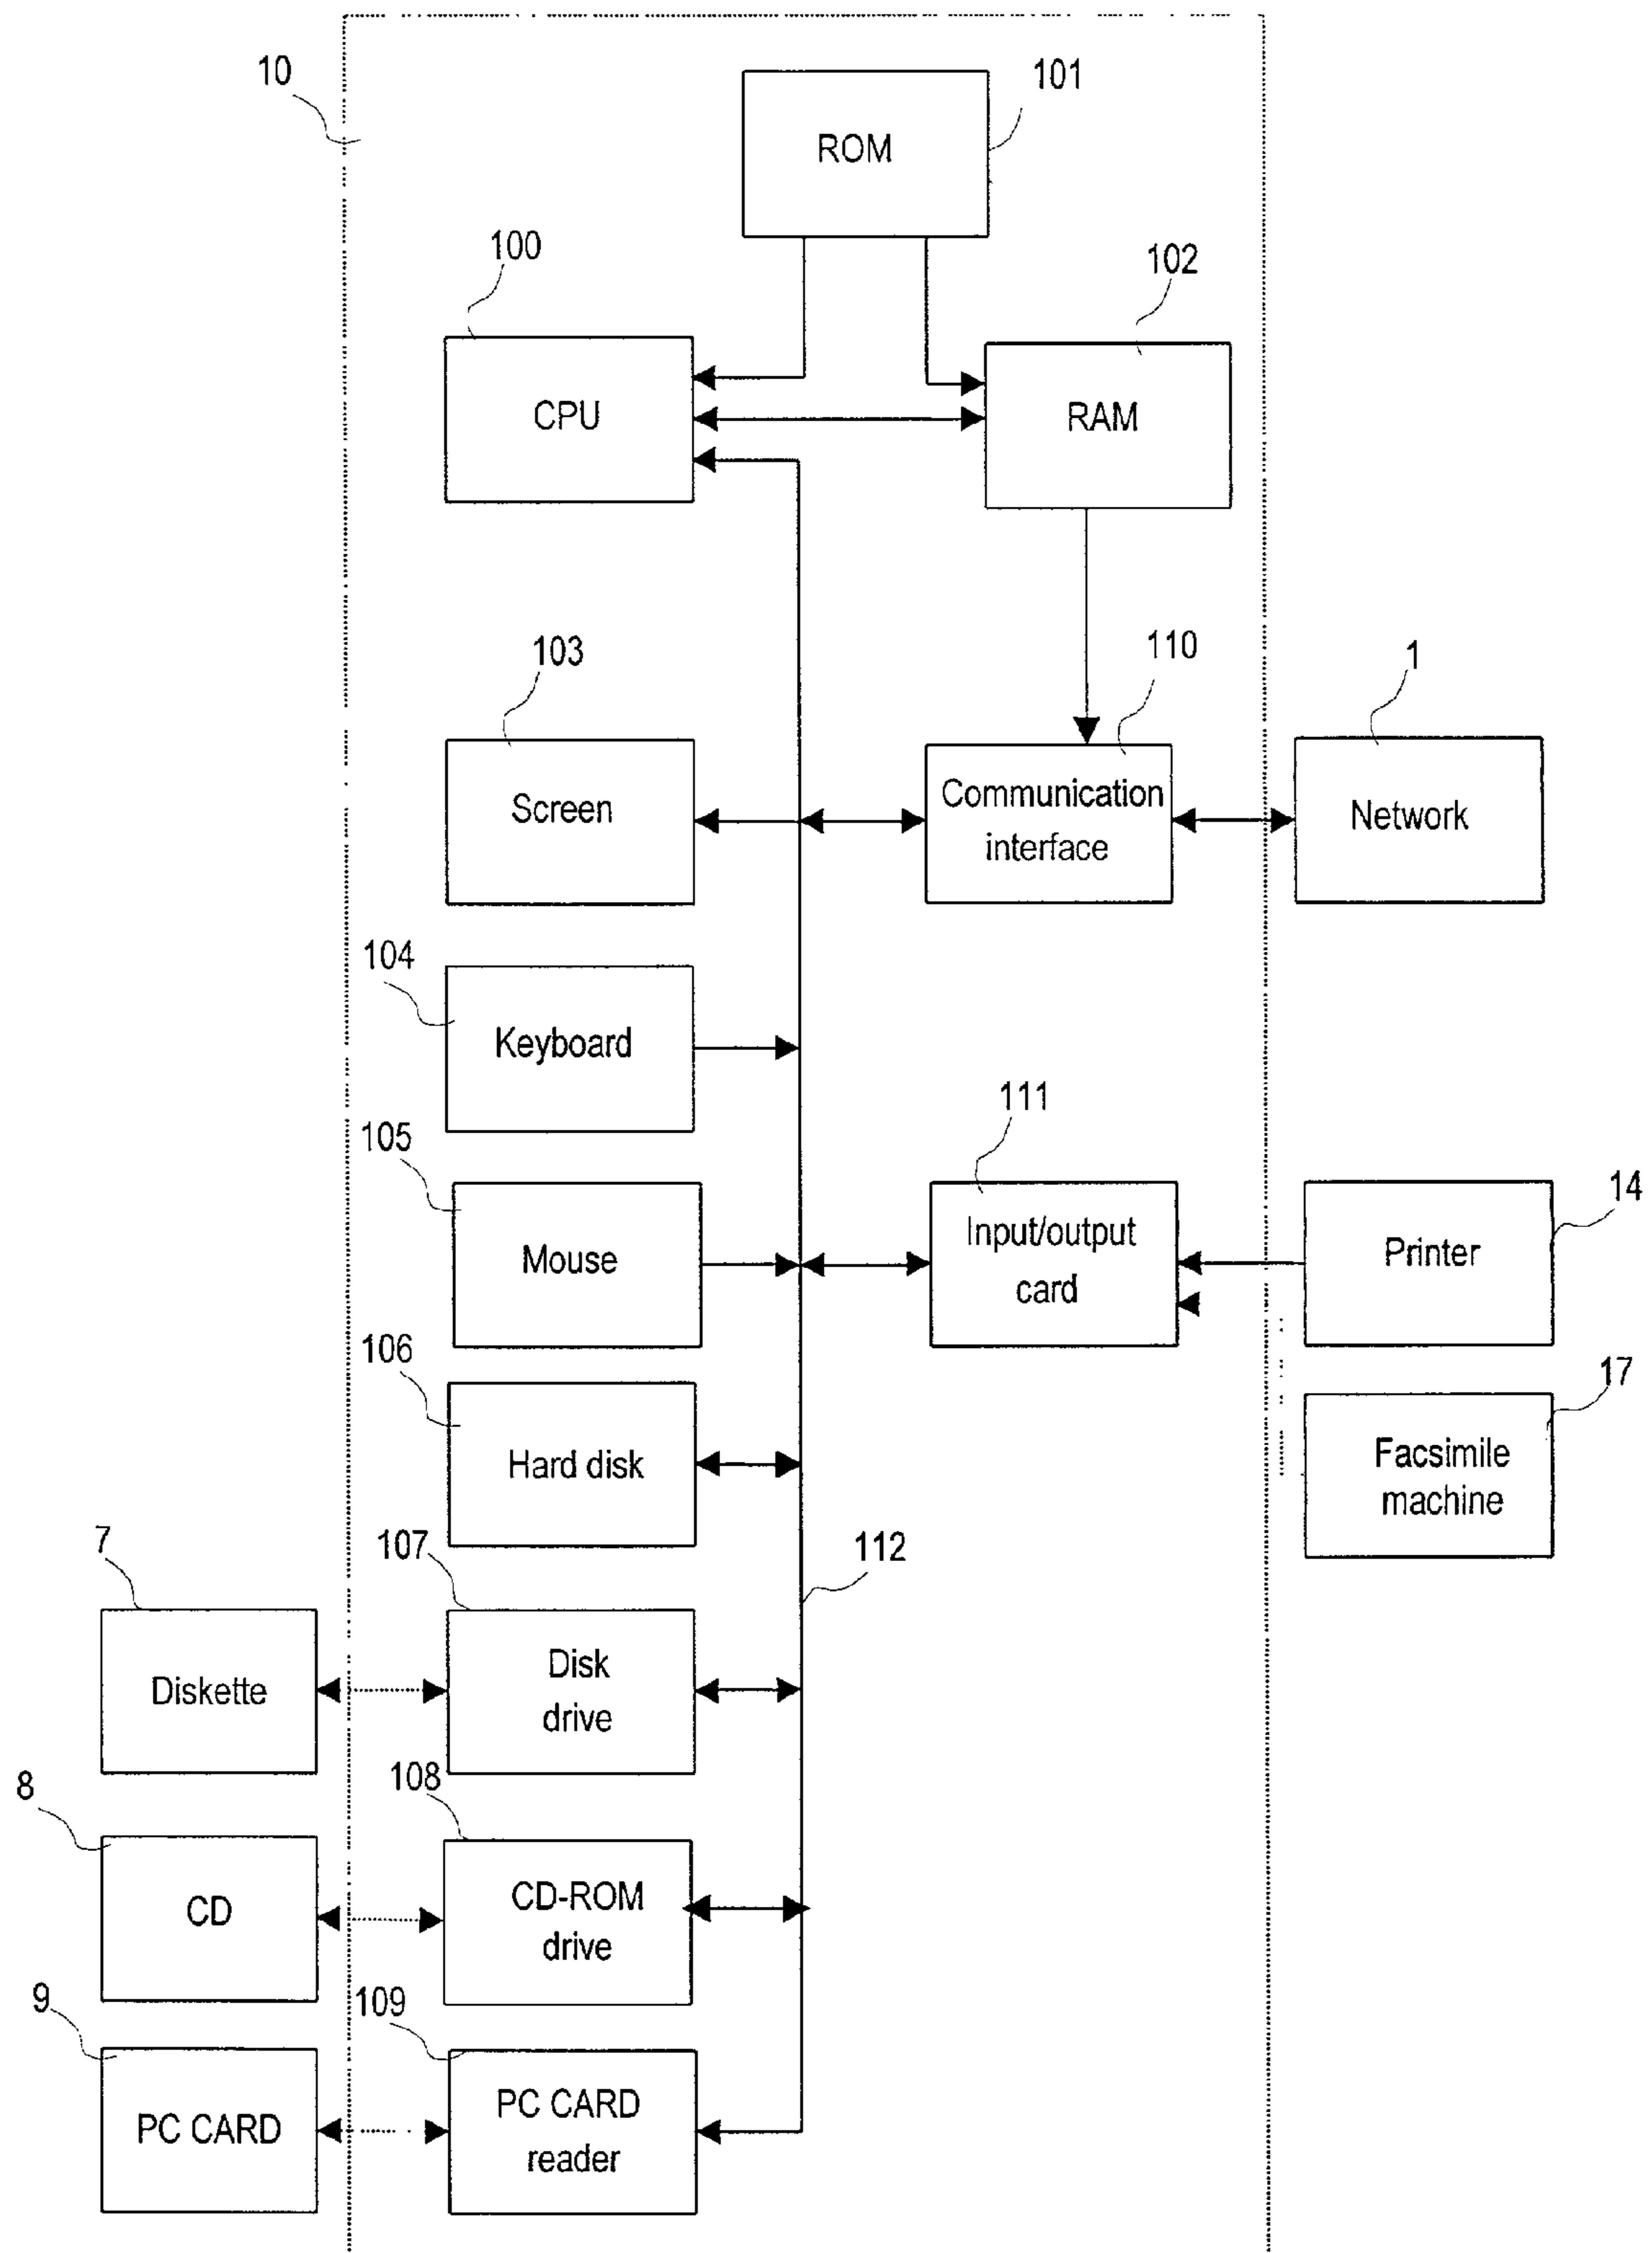 10
101
ROM
100
102
CPU
RAM
103
110
1
Screen
Communication
interface
Network
104
Keyboard
111
105
14
Mouse
Input/output
card
Printer
106
17
Hard disk
Facsimile
machine
7
107
112
Diskette
Disk
drive
8
108
CD
CD-ROM
drive
9
109
PC CARD
PC CARD
reader